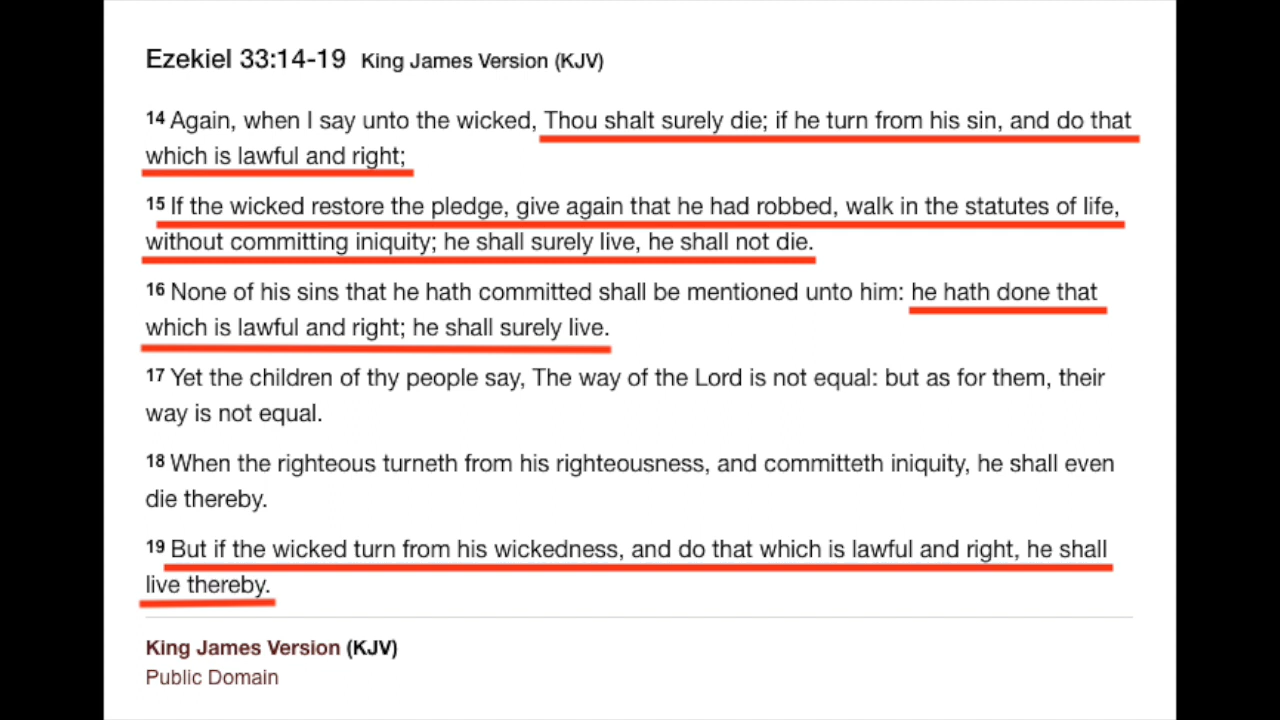 Ezekiel 33:14-19 King James Version (KJV)
14 Again, when I say unto the wicked, Thou shalt surely die; if he turn from his sin, and do that
which is lawful and right;
15 If the wicked restore the pledge, give again that he had robbed, walk in the statutes of life,
without committing iniquity; he shall surely live, he shall not die.
16 None of his sins that he hath committed shall be mentioned unto him: he hath done that
which is lawful and right; he shall surely live.
17 Yet the children of thy people say, The way of the Lord is not equal: but as for them, their
way is not equal.
18 When the righteous turneth from his righteousness, and committeth iniquity, he shall even
die thereby.
19 But if the wicked turn from his wickedness, and do that which is lawful and right, he shall
live thereby.
King James Version (KJV)
Public Domain